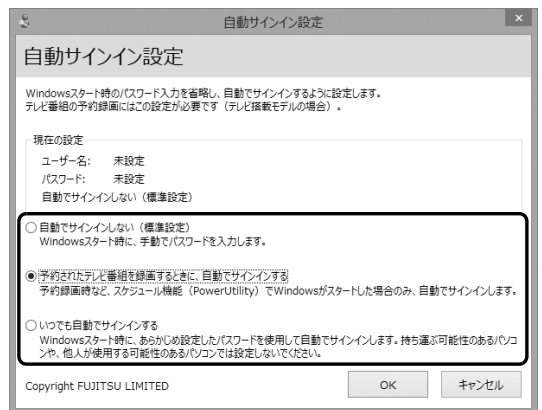 自動サインイン設定
自動サインイン設定
Windowsスタート時のパスワード入力を省略し、自動でサインインするように設定します。
テレビ番組の予約録画にはこの設定が必要です（テレビ搭載モデルの場合）。
現在の設定
ユーザー名: 未設定
パスワード: 未設定
自動でサインインしない（標準設定）
自動でサインインしない（標準設定）
Windowsスタート時に、手動でパスワードを入力します。
予約されたテレビ番組を録画するときに、自動でサインインする
予約録画時など、スケジュール機能（PowerUtility）でWindowsがスタートした場合のみ、自動でサインインします。
いつでも自動でサインインする
Windowsスタート時に、あらかじめ設定したパスワードを使用して自動でサインインします。持ち運ぶ可能性のあるパソコ
ンや、他人が使用する可能性のあるパソコンでは設定しないでください。
Copyright FUJITSU LIMITED
OK
キャンセル